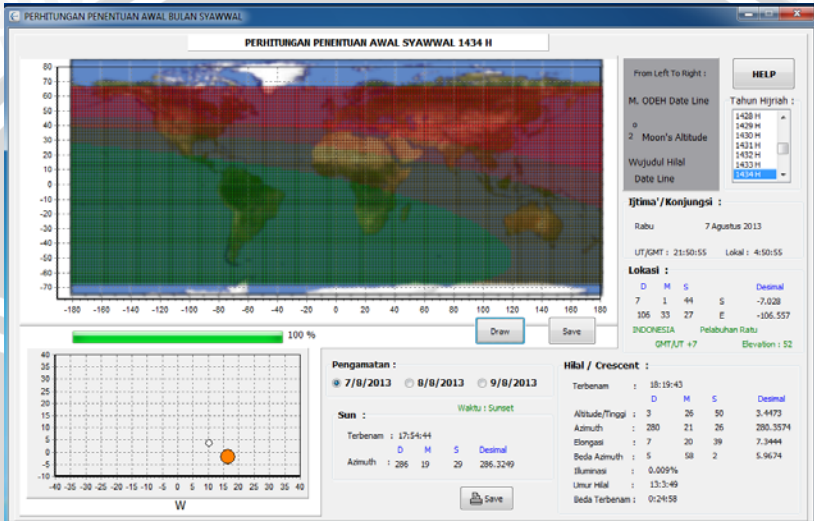 PERHITUNGAN PENENTUAN AWAL BULAN SYAWWAL
PERHITUNGAN PENENTUAN AWAL SYAWWAL 1434 H
80
70
60
50
40
30
20
10
0
-10
-20
-30
-40
-50
-60
-70
-180 -160 -140 -120 -100 -80 -60 -40 -20 0 20 40 60 80 100 120 140 160 180
From Left To Right :
M. ODEH Date Line
o
2 Moon's Altitude
Wujudul Hilal
Date Line
HELP
Tahun Hijriah :
1428 H
1429 H
1430 H
1431 H
1432 H
1433 H
1434 H
Ijtima'/Konjungsi :
Rabu 7 Agustus 2013
UT/GMT : 21:50:55 Lokal : 4:50:55
Lokasi :
D M S Desimal
7 1 44 S -7.028
106 33 27 E -106.557
INDONESIA Pelabuhan Ratu
GMT/UT +7 Elevation : 52
100 %
Draw
Save
40
35
30
25
20
15
10
5
0
-5
-10
-40 -35 -30 -25 -20 -15 -10 -5 0 5 10 15 20 25 30 35 40
W
Pengamatan :
7/8/2013 8/8/2013 9/8/2013
Waktu : Sunset
Sun :
Terbenam : 17:54:44
D M S Desimal
Azimuth : 286 19 29 286.3249
Save
Hilal / Crescent :
Terbenam : 18:19:43
D M S Desimal
Altitude/Tinggi : 3 26 50 3.4473
Azimuth : 280 21 26 280.3574
Elongasi : 7 20 39 7.3444
Beda Azimuth : 5 58 2 5.9674
Iluminasi : 0.009%
Umur Hilal : 13:3:49
Beda Terbenam : 0:24:58